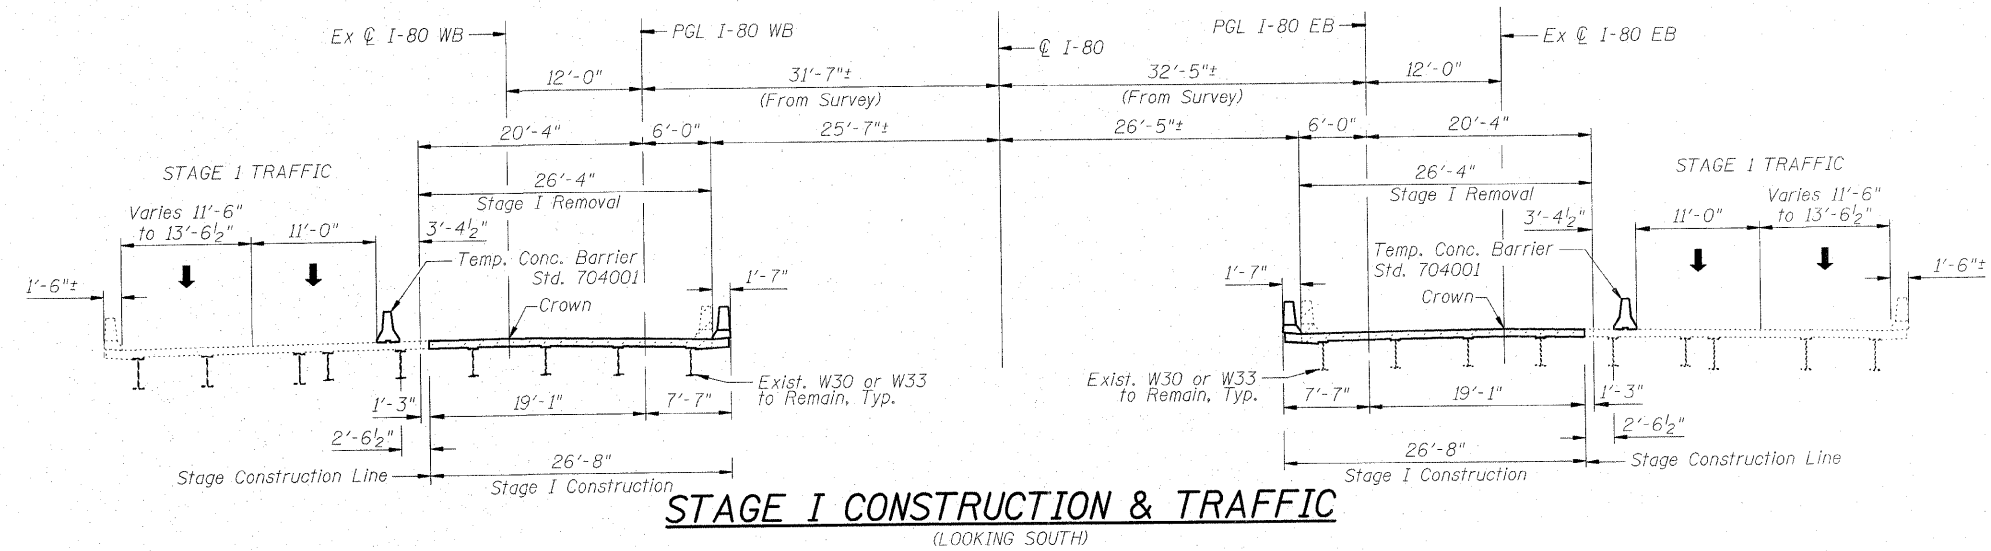 Ex ℄ I-80 WB
PGL I-80 WB
℄ I-80
PGL I-80 EB
Ex ℄ I-80 EB
12'-0"
31'-7"±
(From Survey)
32'-5"±
(From Survey)
12'-0"
20'-4"
6'-0"
25'-7"±
26'-5"±
6'-0"
20'-4"
STAGE 1 TRAFFIC
26'-4"
Stage I Removal
26'-4"
Stage I Removal
STAGE 1 TRAFFIC
Varies 11'-6"
to 13'-6½"
11'-0"
3'-4½"
3'-4½"
11'-0"
Varies 11'-6"
to 13'-6½"
Temp. Conc. Barrier
Std. 704001
Temp. Conc. Barrier
Std. 704001
1'-6"±
Crown
1'-7"
1'-7"
Crown
1'-6"±
Exist. W30 or W33
to Remain, Typ.
Exist. W30 or W33
to Remain, Typ.
1'-3"
19'-1"
7'-7"
7'-7"
19'-1"
1'-3"
2'-6½"
2'-6½"
Stage Construction Line
26'-8"
Stage I Construction
26'-8"
Stage I Construction
Stage Construction Line
STAGE I CONSTRUCTION & TRAFFIC
(LOOKING SOUTH)